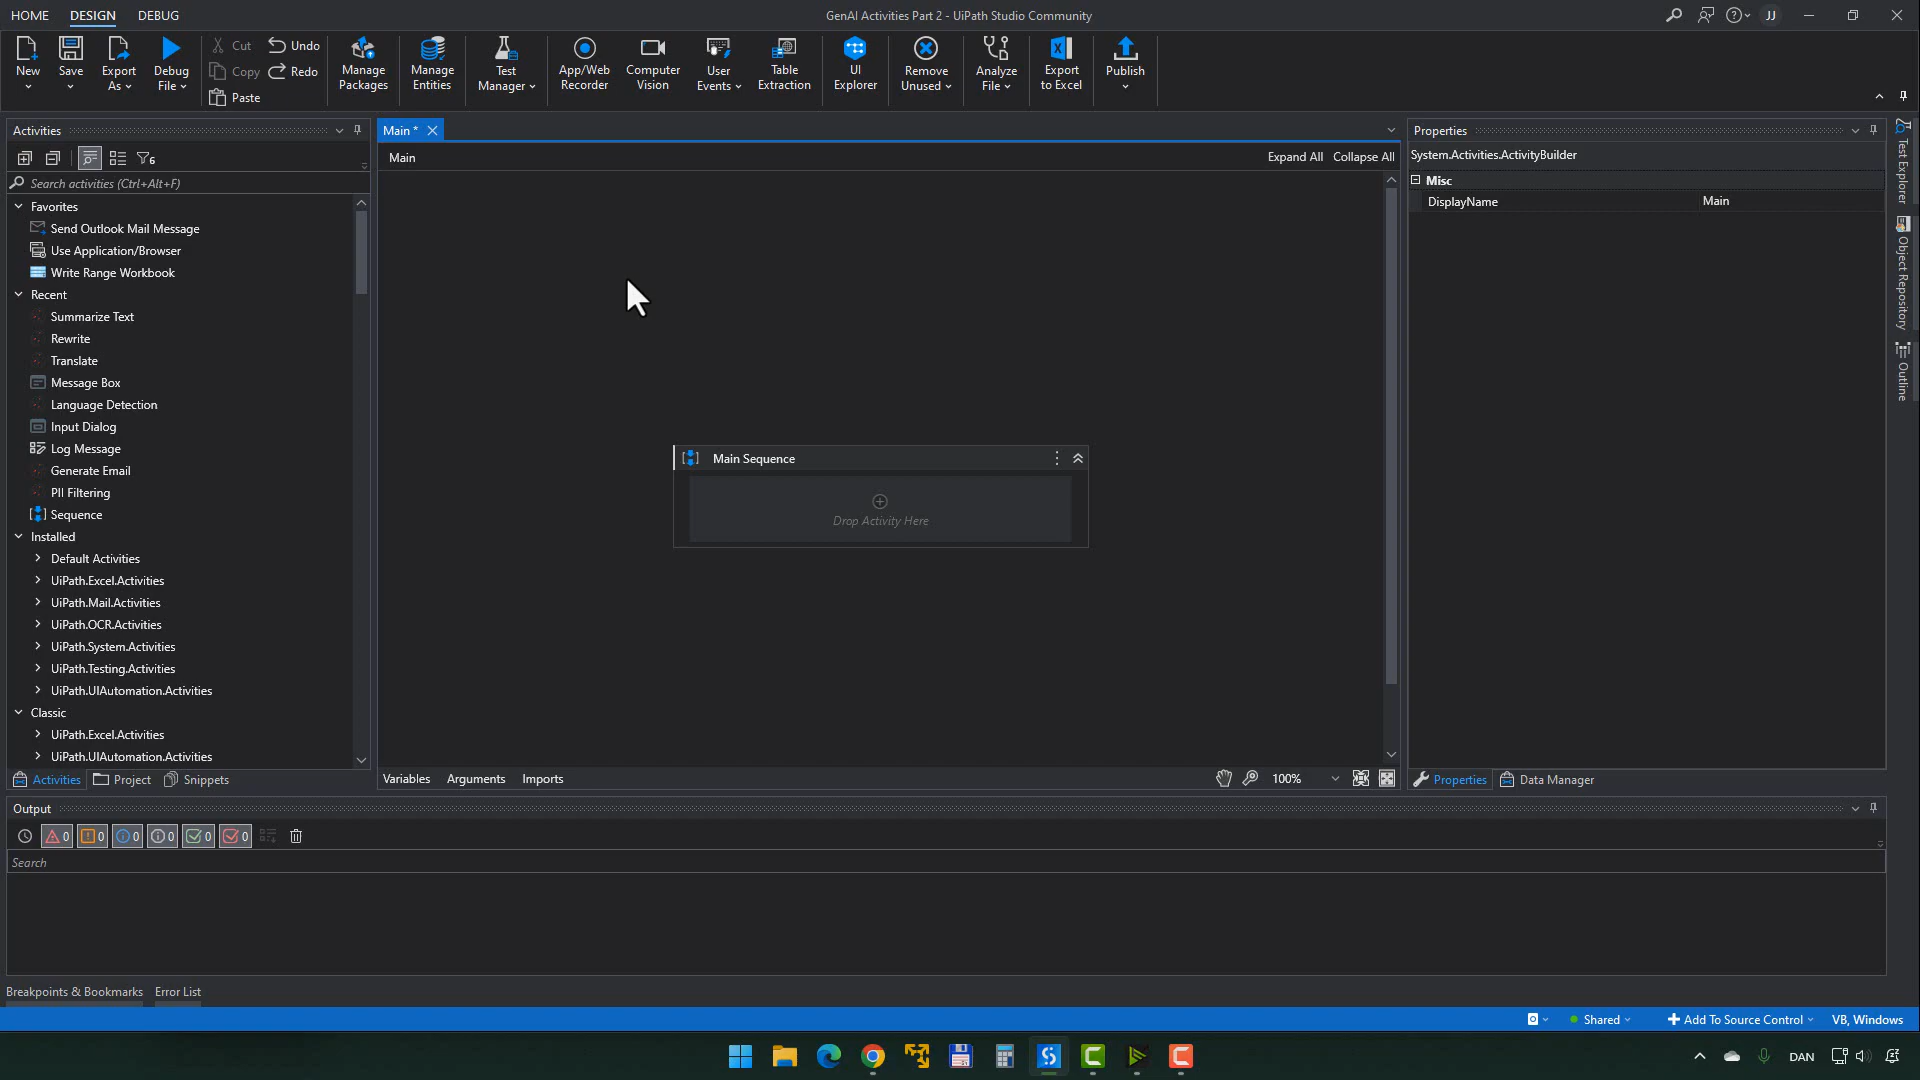 HOME DESIGN DEBUG
GenAI Activities Part 2 - UiPath Studio Community
JJ
New
Save
Export As
Debug File
Cut
Copy
Paste
Undo
Redo
Manage Packages
Manage Entities
Test Manager
App/Web Recorder
Computer Vision
User Events
Table Extraction
UI Explorer
Remove Unused
Analyze File
Export to Excel
Publish
Activities
6
Search activities (Ctrl+Alt+F)
Favorites
Send Outlook Mail Message
Use Application/Browser
Write Range Workbook
Recent
Summarize Text
Rewrite
Translate
Message Box
Language Detection
Input Dialog
Log Message
Generate Email
PII Filtering
Sequence
Installed
Default Activities
UiPath.Excel.Activities
UiPath.Mail.Activities
UiPath.OCR.Activities
UiPath.System.Activities
UiPath.Testing.Activities
UiPath.UIAutomation.Activities
Classic
UiPath.Excel.Activities
UiPath.UIAutomation.Activities
Activities Project Snippets
Main *
Main
Expand All Collapse All
Main Sequence
Drop Activity Here
Variables Arguments Imports
100%
Properties
System.Activities.ActivityBuilder
Misc
DisplayName Main
Properties Data Manager
Test Explorer
Object Repository
Outline
Output
0 0 0 0 0 0
Search
Breakpoints & Bookmarks Error List
Shared
Add To Source Control
VB, Windows
DAN